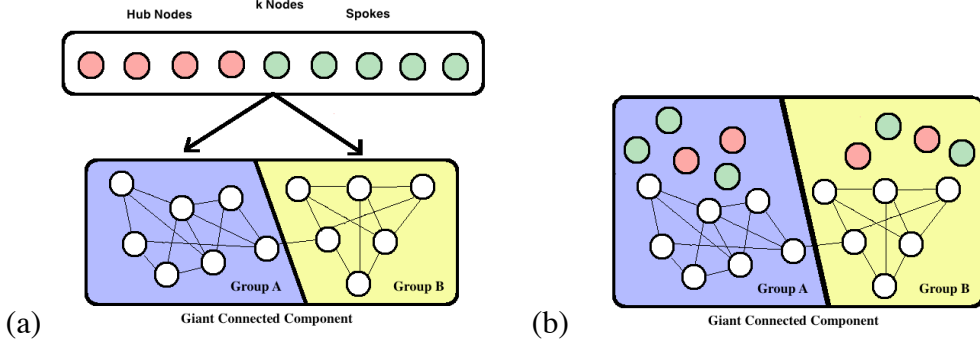 k Nodes
Hub Nodes
Spokes
Group A
Group B
(a)
Giant Connected Component
Group A
Group B
(b)
Giant Connected Component